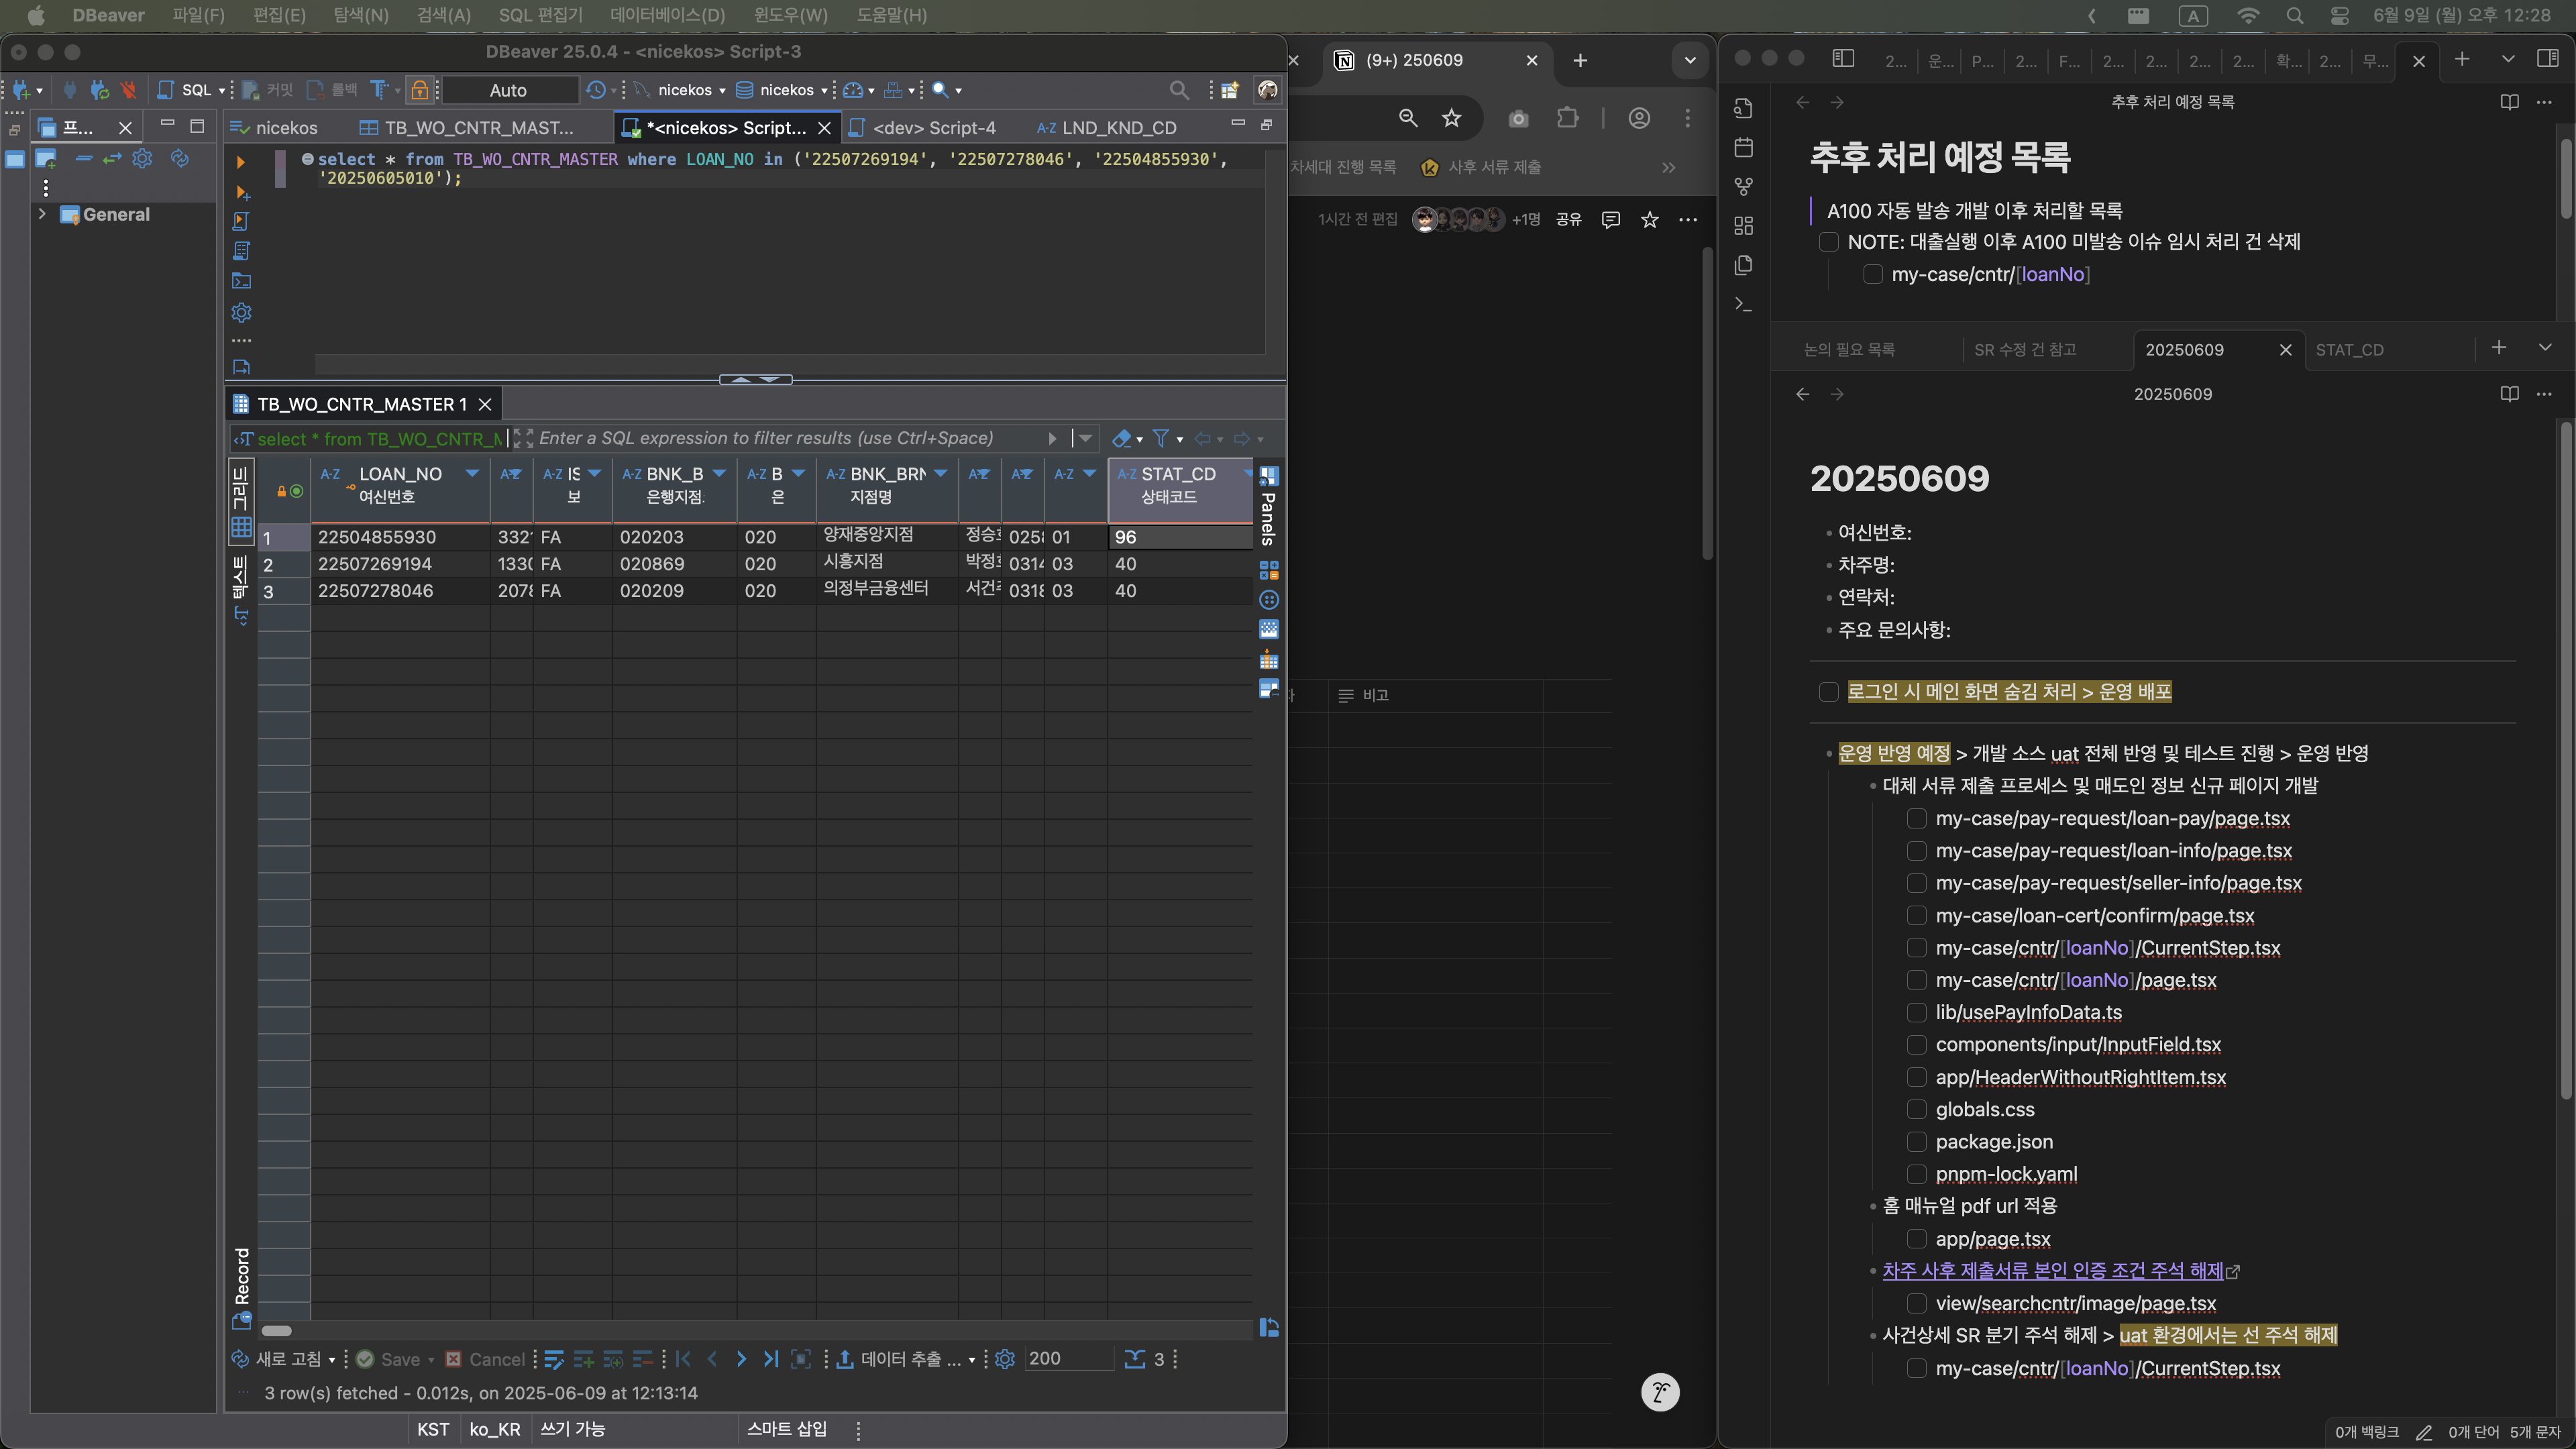 DBeaver 파일(F) 편집(E) 탐색(N) 검색(A) SQL 편집기 데이터베이스(D) 윈도우(W) 도움말(H) A 6월 9일 (월) 오후 12:28
DBeaver 25.0.4 - <nicekos> Script-3
SQL 커밋 롤백 Auto nicekos nicekos
프...
nicekos TB_WO_CNTR_MAST... *<nicekos> Script... <dev> Script-4 A-Z LND_KND_CD
General
select * from TB_WO_CNTR_MASTER where LOAN_NO in ('22507269194', '22507278046', '22504855930',
'20250605010');
TB_WO_CNTR_MASTER 1
select * from TB_WO_CNTR_M Enter a SQL expression to filter results (use Ctrl+Space)
그리드
텍스트
Record
Panels
A-Z LOAN_NO A-Z A-Z IS A-Z BNK_B A-Z B A-Z BNK_BRN A-Z A-Z A-Z A-Z STAT_CD
여신번호 보 은행지점 은 지점명 상태코드
1 22504855930 332 FA 020203 020 양재중앙지점 정승 025 01 96
2 22507269194 133 FA 020869 020 시흥지점 박정 0314 03 40
3 22507278046 207 FA 020209 020 의정부금융센터 서건 0318 03 40
새로 고침 Save Cancel 데이터 추출 ... 200 3
3 row(s) fetched - 0.012s, on 2025-06-09 at 12:13:14
KST ko_KR 쓰기 가능 스마트 삽입
(9+) 250609
차세대 진행 목록 사후 서류 제출
1시간 전 편집 +1명 공유
비고
2... 운... P... 2... F... 2... 2... 2... 2... 확... 2... 무...
추후 처리 예정 목록
추후 처리 예정 목록
A100 자동 발송 개발 이후 처리할 목록
NOTE: 대출실행 이후 A100 미발송 이슈 임시 처리 건 삭제
my-case/cntr/[loanNo]
논의 필요 목록 SR 수정 건 참고 20250609 STAT_CD
20250609
20250609
여신번호:
차주명:
연락처:
주요 문의사항:
로그인 시 메인 화면 숨김 처리 > 운영 배포
운영 반영 예정 > 개발 소스 uat 전체 반영 및 테스트 진행 > 운영 반영
대체 서류 제출 프로세스 및 매도인 정보 신규 페이지 개발
my-case/pay-request/loan-pay/page.tsx
my-case/pay-request/loan-info/page.tsx
my-case/pay-request/seller-info/page.tsx
my-case/loan-cert/confirm/page.tsx
my-case/cntr/[loanNo]/CurrentStep.tsx
my-case/cntr/[loanNo]/page.tsx
lib/usePayInfoData.ts
components/input/InputField.tsx
app/HeaderWithoutRightItem.tsx
globals.css
package.json
pnpm-lock.yaml
홈 매뉴얼 pdf url 적용
app/page.tsx
차주 사후 제출서류 본인 인증 조건 주석 해제
view/searchcntr/image/page.tsx
사건상세 SR 분기 주석 해제 > uat 환경에서는 선 주석 해제
my-case/cntr/[loanNo]/CurrentStep.tsx
0개 백링크 0개 단어 5개 문자